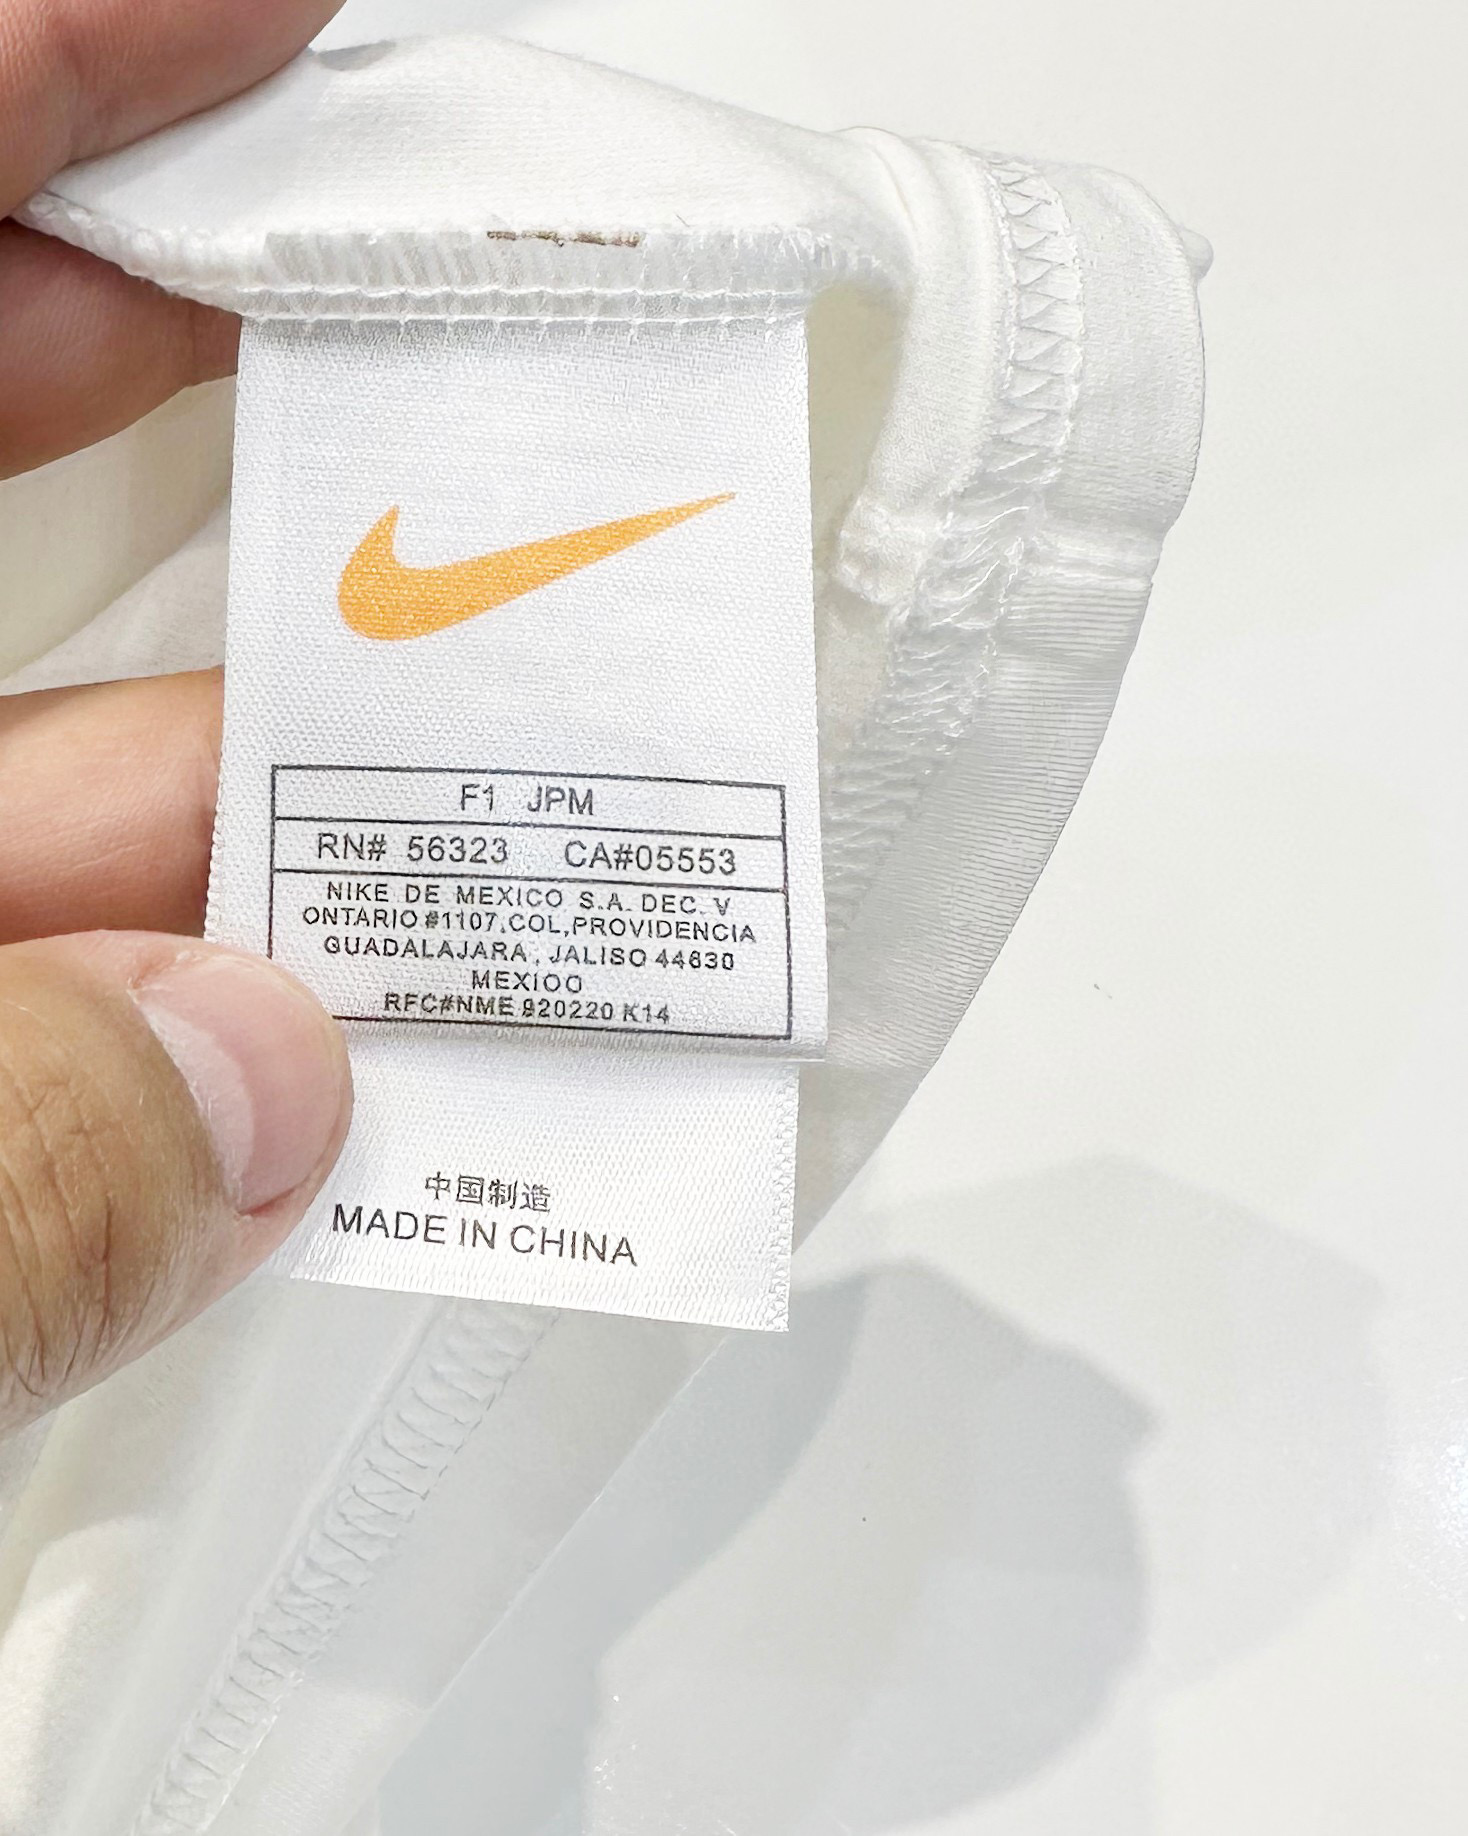 F1 JPM
RN# 56323 CA#05553
NIKE DE MEXICO S.A. DEC. V
ONTARIO #1107,COL,PROVIDENCIA
GUADALAJARA, JALISO 44630
MEXIOO
RFC#NME 920220 K14
中国制造
MADE IN CHINA